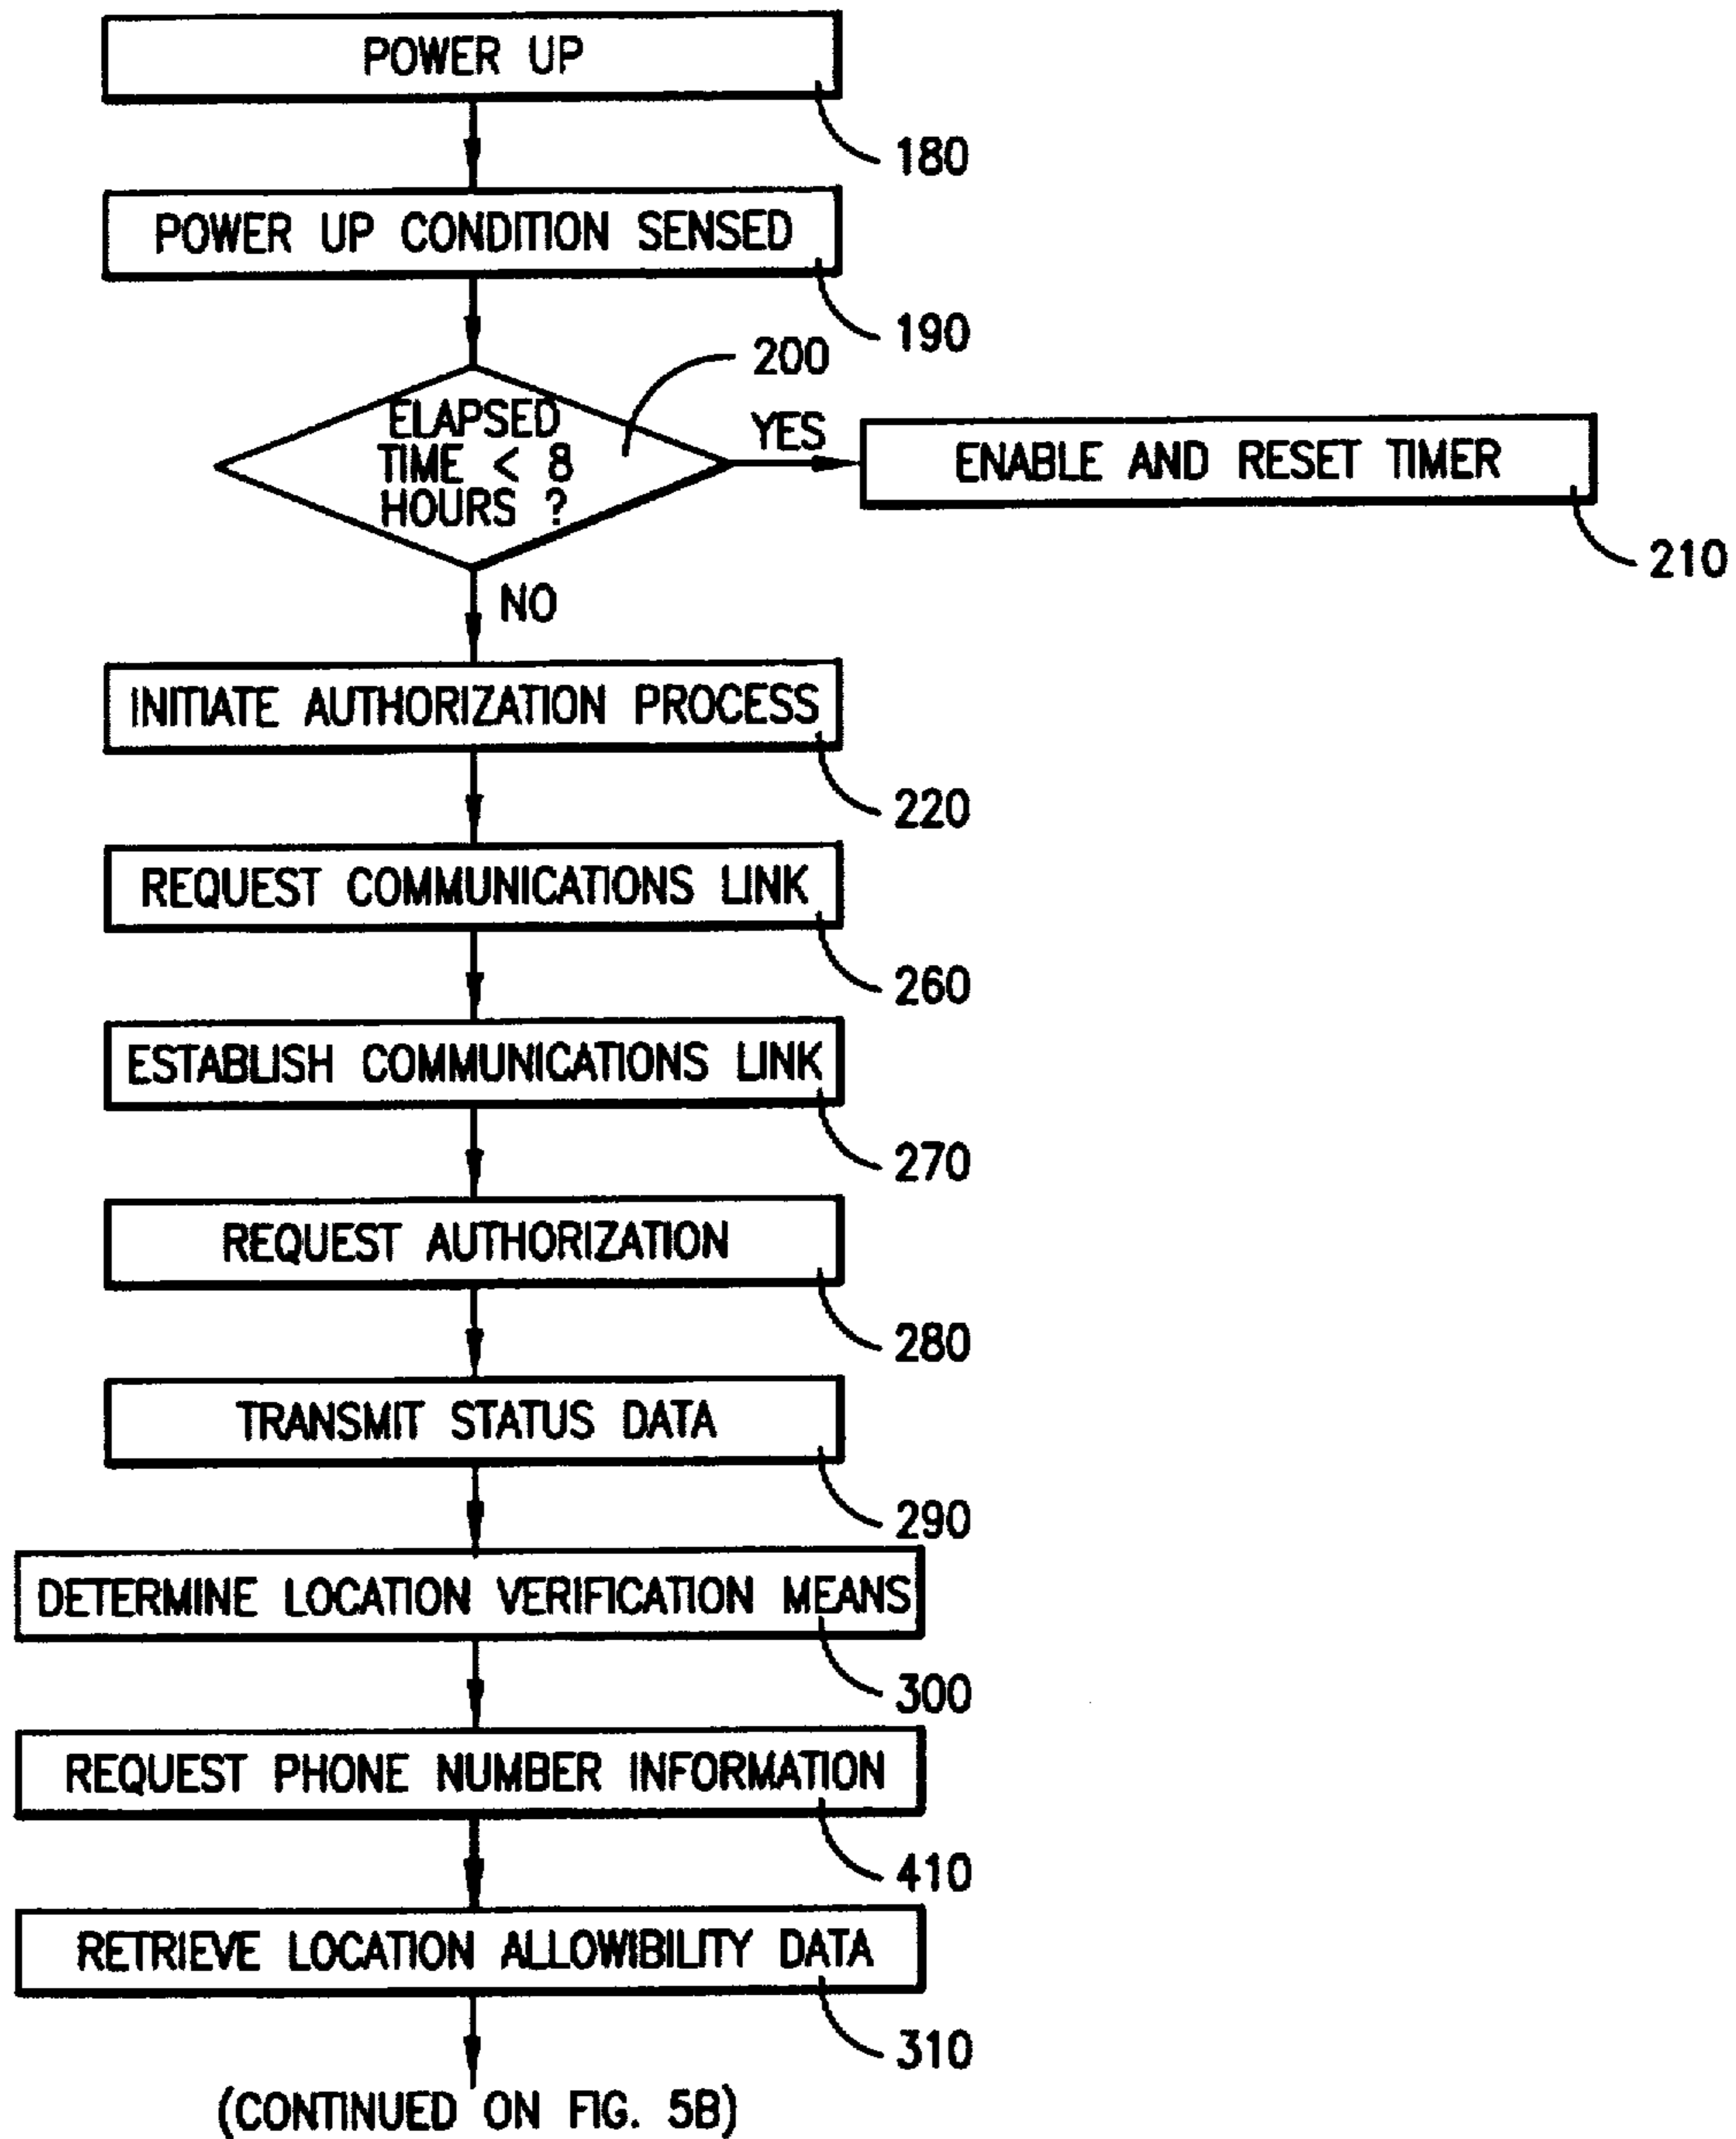 POWER UP
180
POWER UP CONDITION SENSED
190
200
ELAPSED
TIME < 8
HOURS ?
YES
ENABLE AND RESET TIMER
210
NO
INITIATE AUTHORIZATION PROCESS
220
REQUEST COMMUNICATIONS LINK
260
ESTABLISH COMMUNICATIONS LINK
270
REQUEST AUTHORIZATION
280
TRANSMIT STATUS DATA
290
DETERMINE LOCATION VERIFICATION MEANS
300
REQUEST PHONE NUMBER INFORMATION
410
RETRIEVE LOCATION ALLOWIBILITY DATA
310
(CONTINUED ON FIG. 5B)